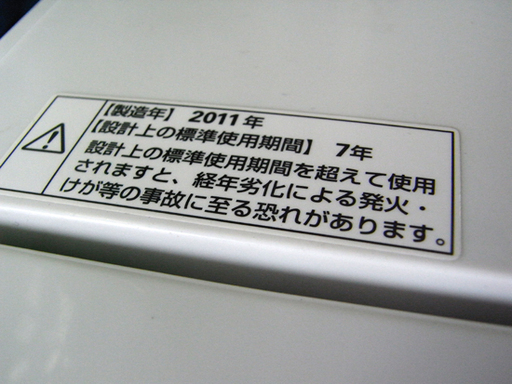 【製造年】 2011年
【設計上の標準使用期間】 7年
設計上の標準使用期間を超えて使用
されますと、経年劣化による発火・
けが等の事故に至る恐れがあります。